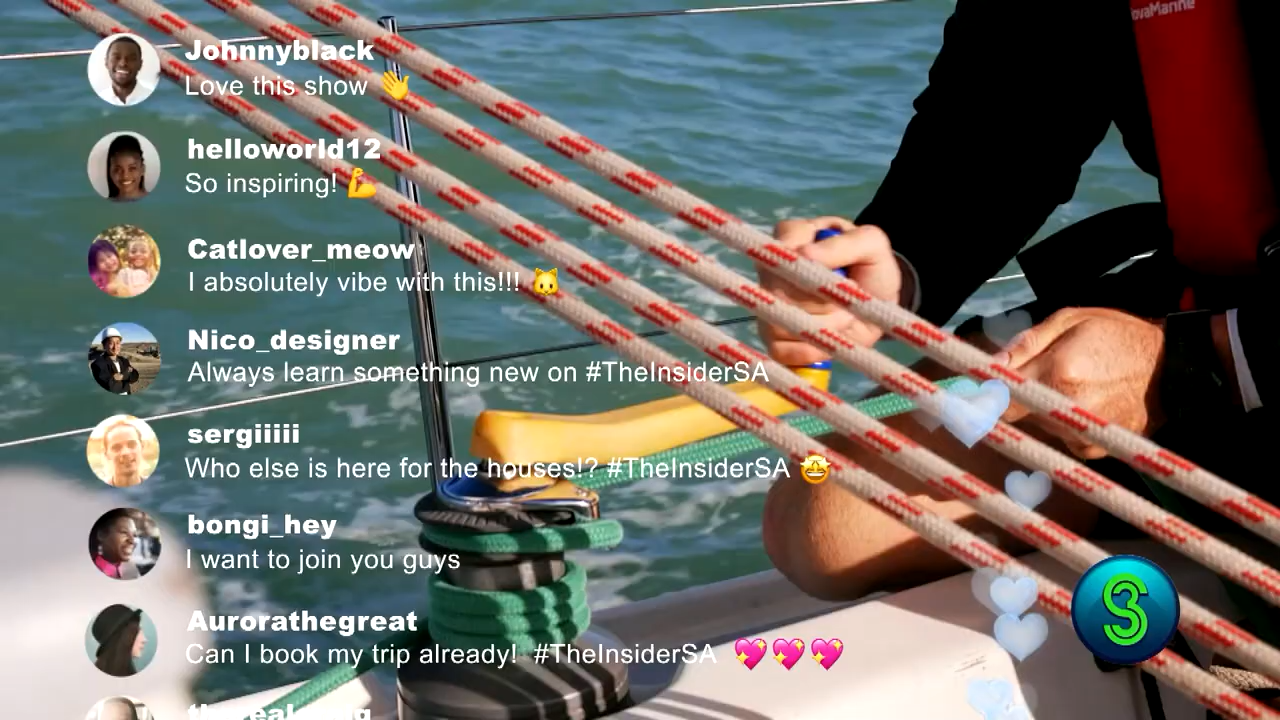 ovaMarine
Johnnyblack
Love this show 👋
helloworld12
So inspiring! 💪
Catlover_meow
I absolutely vibe with this!!! 🐱
Nico_designer
Always learn something new on #TheInsiderSA
sergiiiii
Who else is here for the houses!? #TheInsiderSA 🤩
bongi_hey
I want to join you guys
Aurorathegreat
Can I book my trip already! #TheInsiderSA 💖💖💖
S3